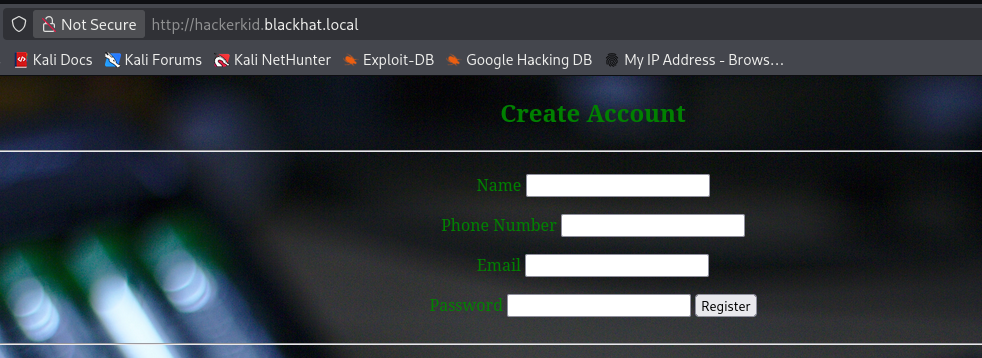 Not Secure http://hackerkid.blackhat.local
Kali Docs Kali Forums Kali NetHunter Exploit-DB Google Hacking DB My IP Address - Brows…
Create Account
Name
Phone Number
Email
Password Register